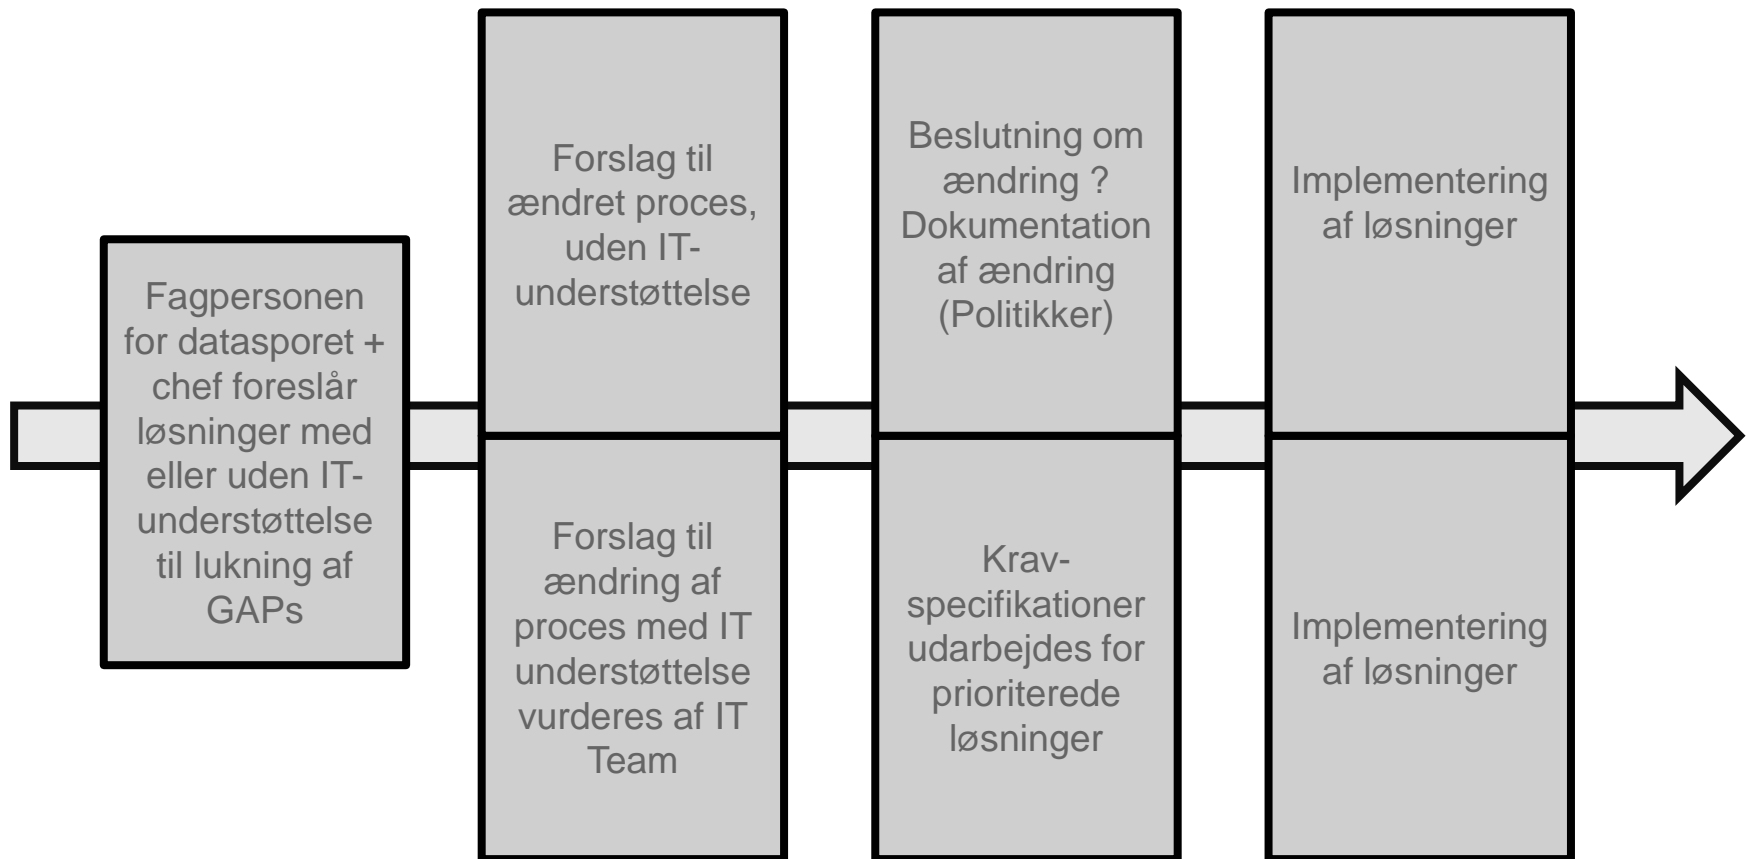 Fagpersonen
for datasporet +
chef foreslår
løsninger med
eller uden IT-
understøttelse
til lukning af
GAPs
Forslag til
ændret proces,
uden IT-
understøttelse
Forslag til
ændring af
proces med IT
understøttelse
vurderes af IT
Team
Beslutning om
ændring ?
Dokumentation
af ændring
(Politikker)
Krav-
specifikationer
udarbejdes for
prioriterede
løsninger
Implementering
af løsninger
Implementering
af løsninger